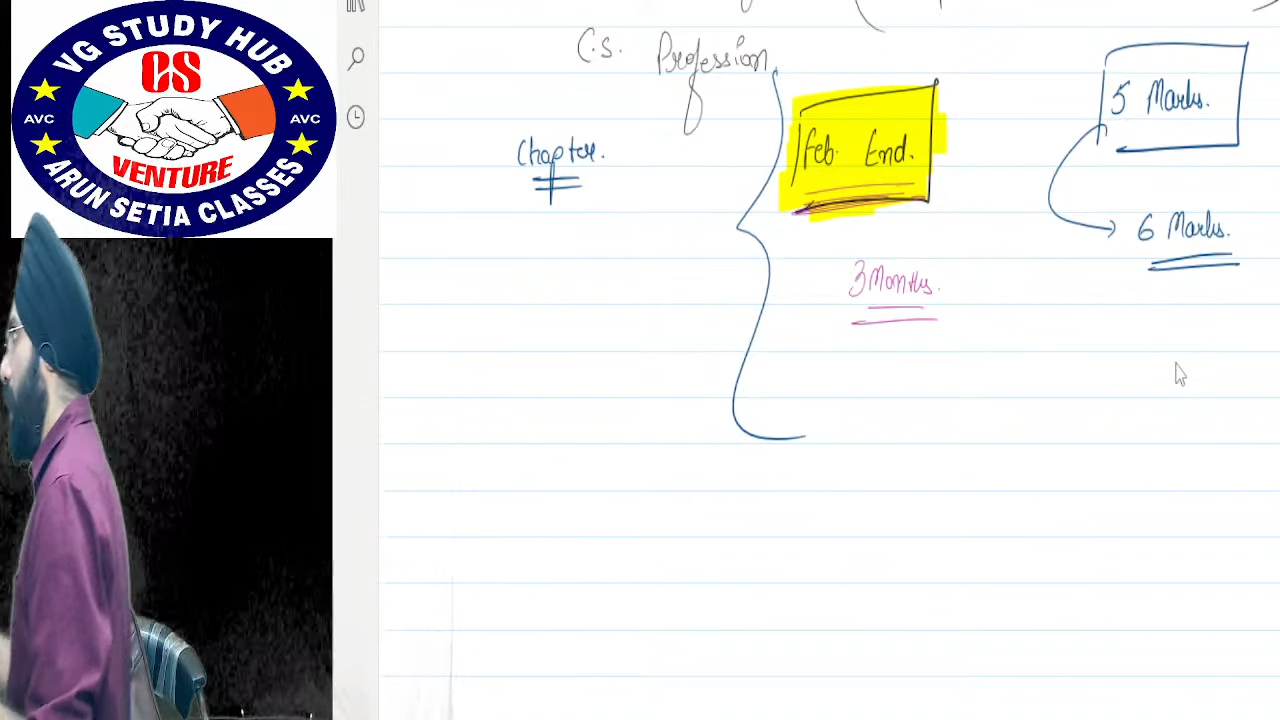 VG STUDY HUB
CS
AVC
AVC
VENTURE
ARUN SETIA CLASSES
C.S. Profession
5 Marks.
Feb. End.
Chapter.
6 Marks.
3 Months.